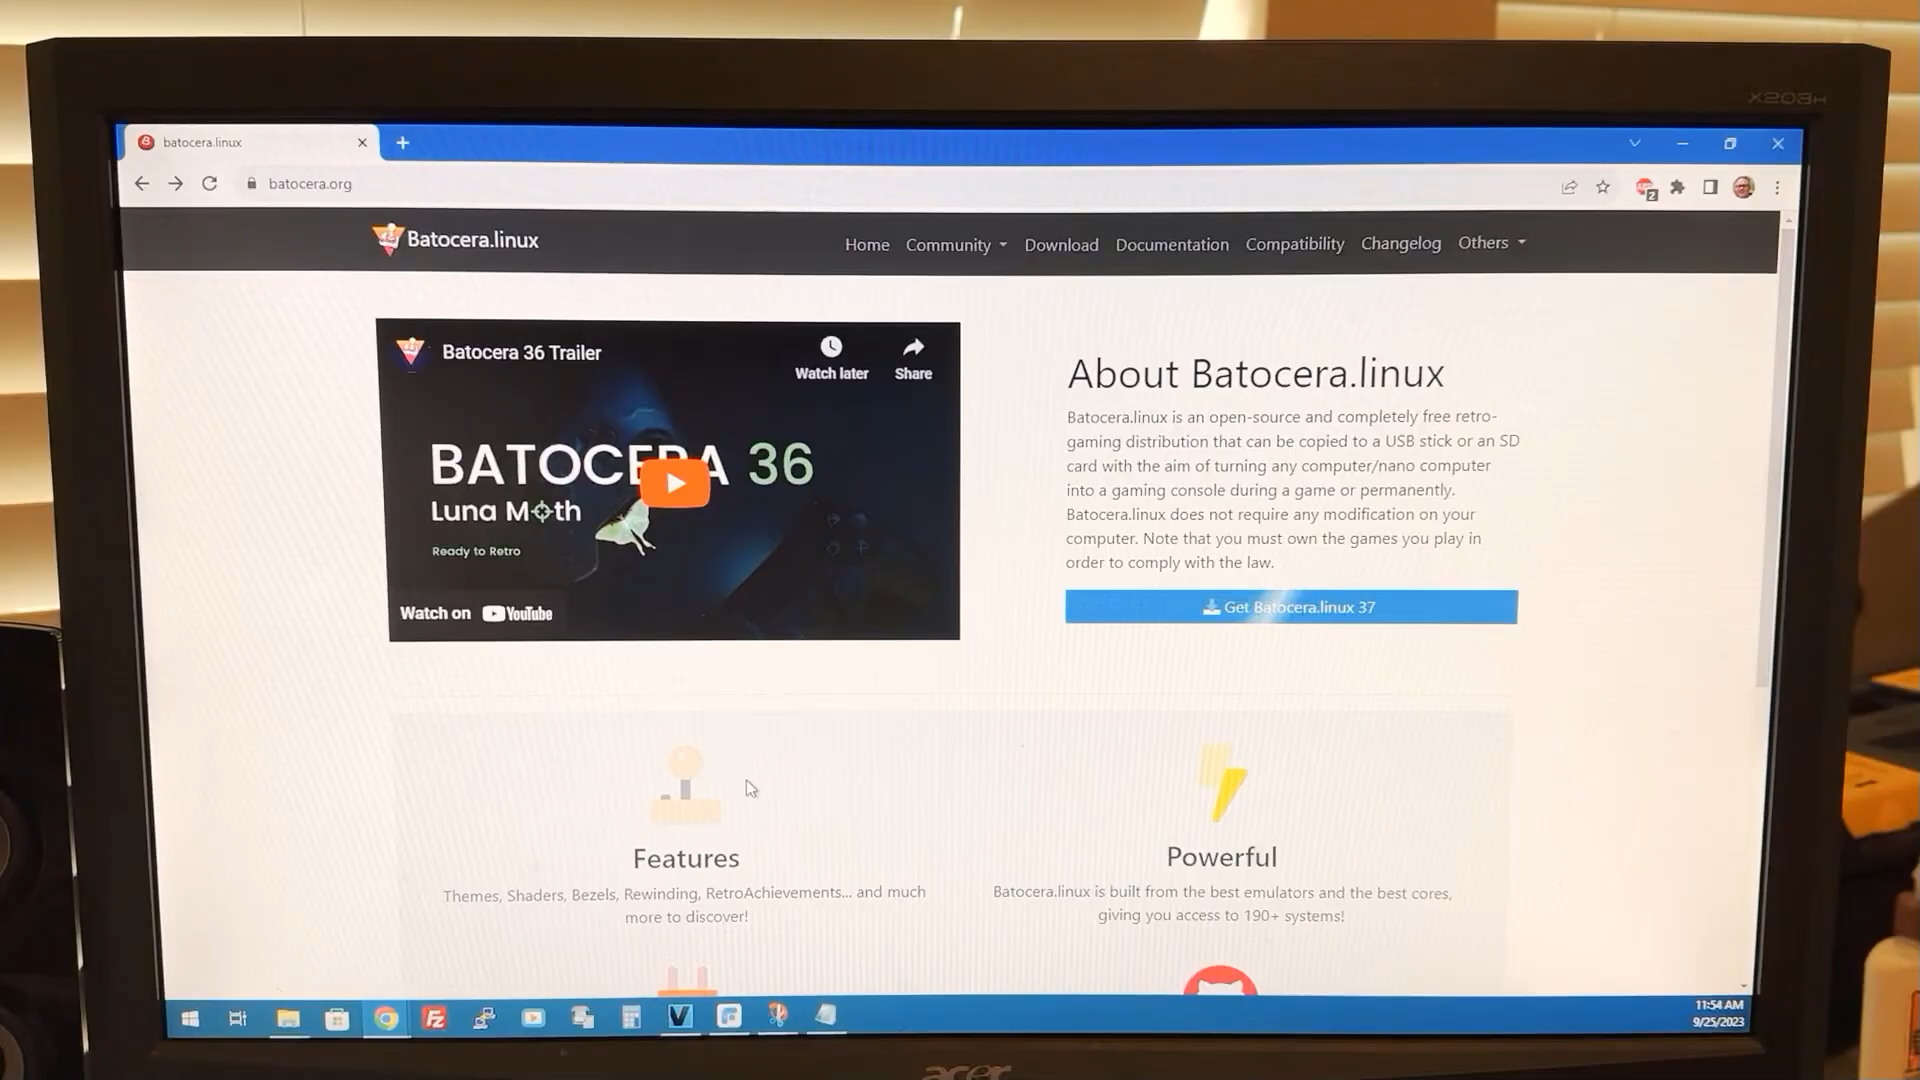 X203H
batocera.linux
batocera.org
2
Batocera.linux
Home Community Download Documentation Compatibility Changelog Others
Batocera 36 Trailer
Watch later
Share
BATOCERA 36
Luna Moth
Ready to Retro
Watch on YouTube
About Batocera.linux
Batocera.linux is an open-source and completely free retro-
gaming distribution that can be copied to a USB stick or an SD
card with the aim of turning any computer/nano computer
into a gaming console during a game or permanently.
Batocera.linux does not require any modification on your
computer. Note that you must own the games you play in
order to comply with the law.
Get Batocera.linux 37
Features
Themes, Shaders, Bezels, Rewinding, RetroAchievements... and much
more to discover!
Powerful
Batocera.linux is built from the best emulators and the best cores,
giving you access to 190+ systems!
Fz
V
11:54 AM
9/25/2023
acer